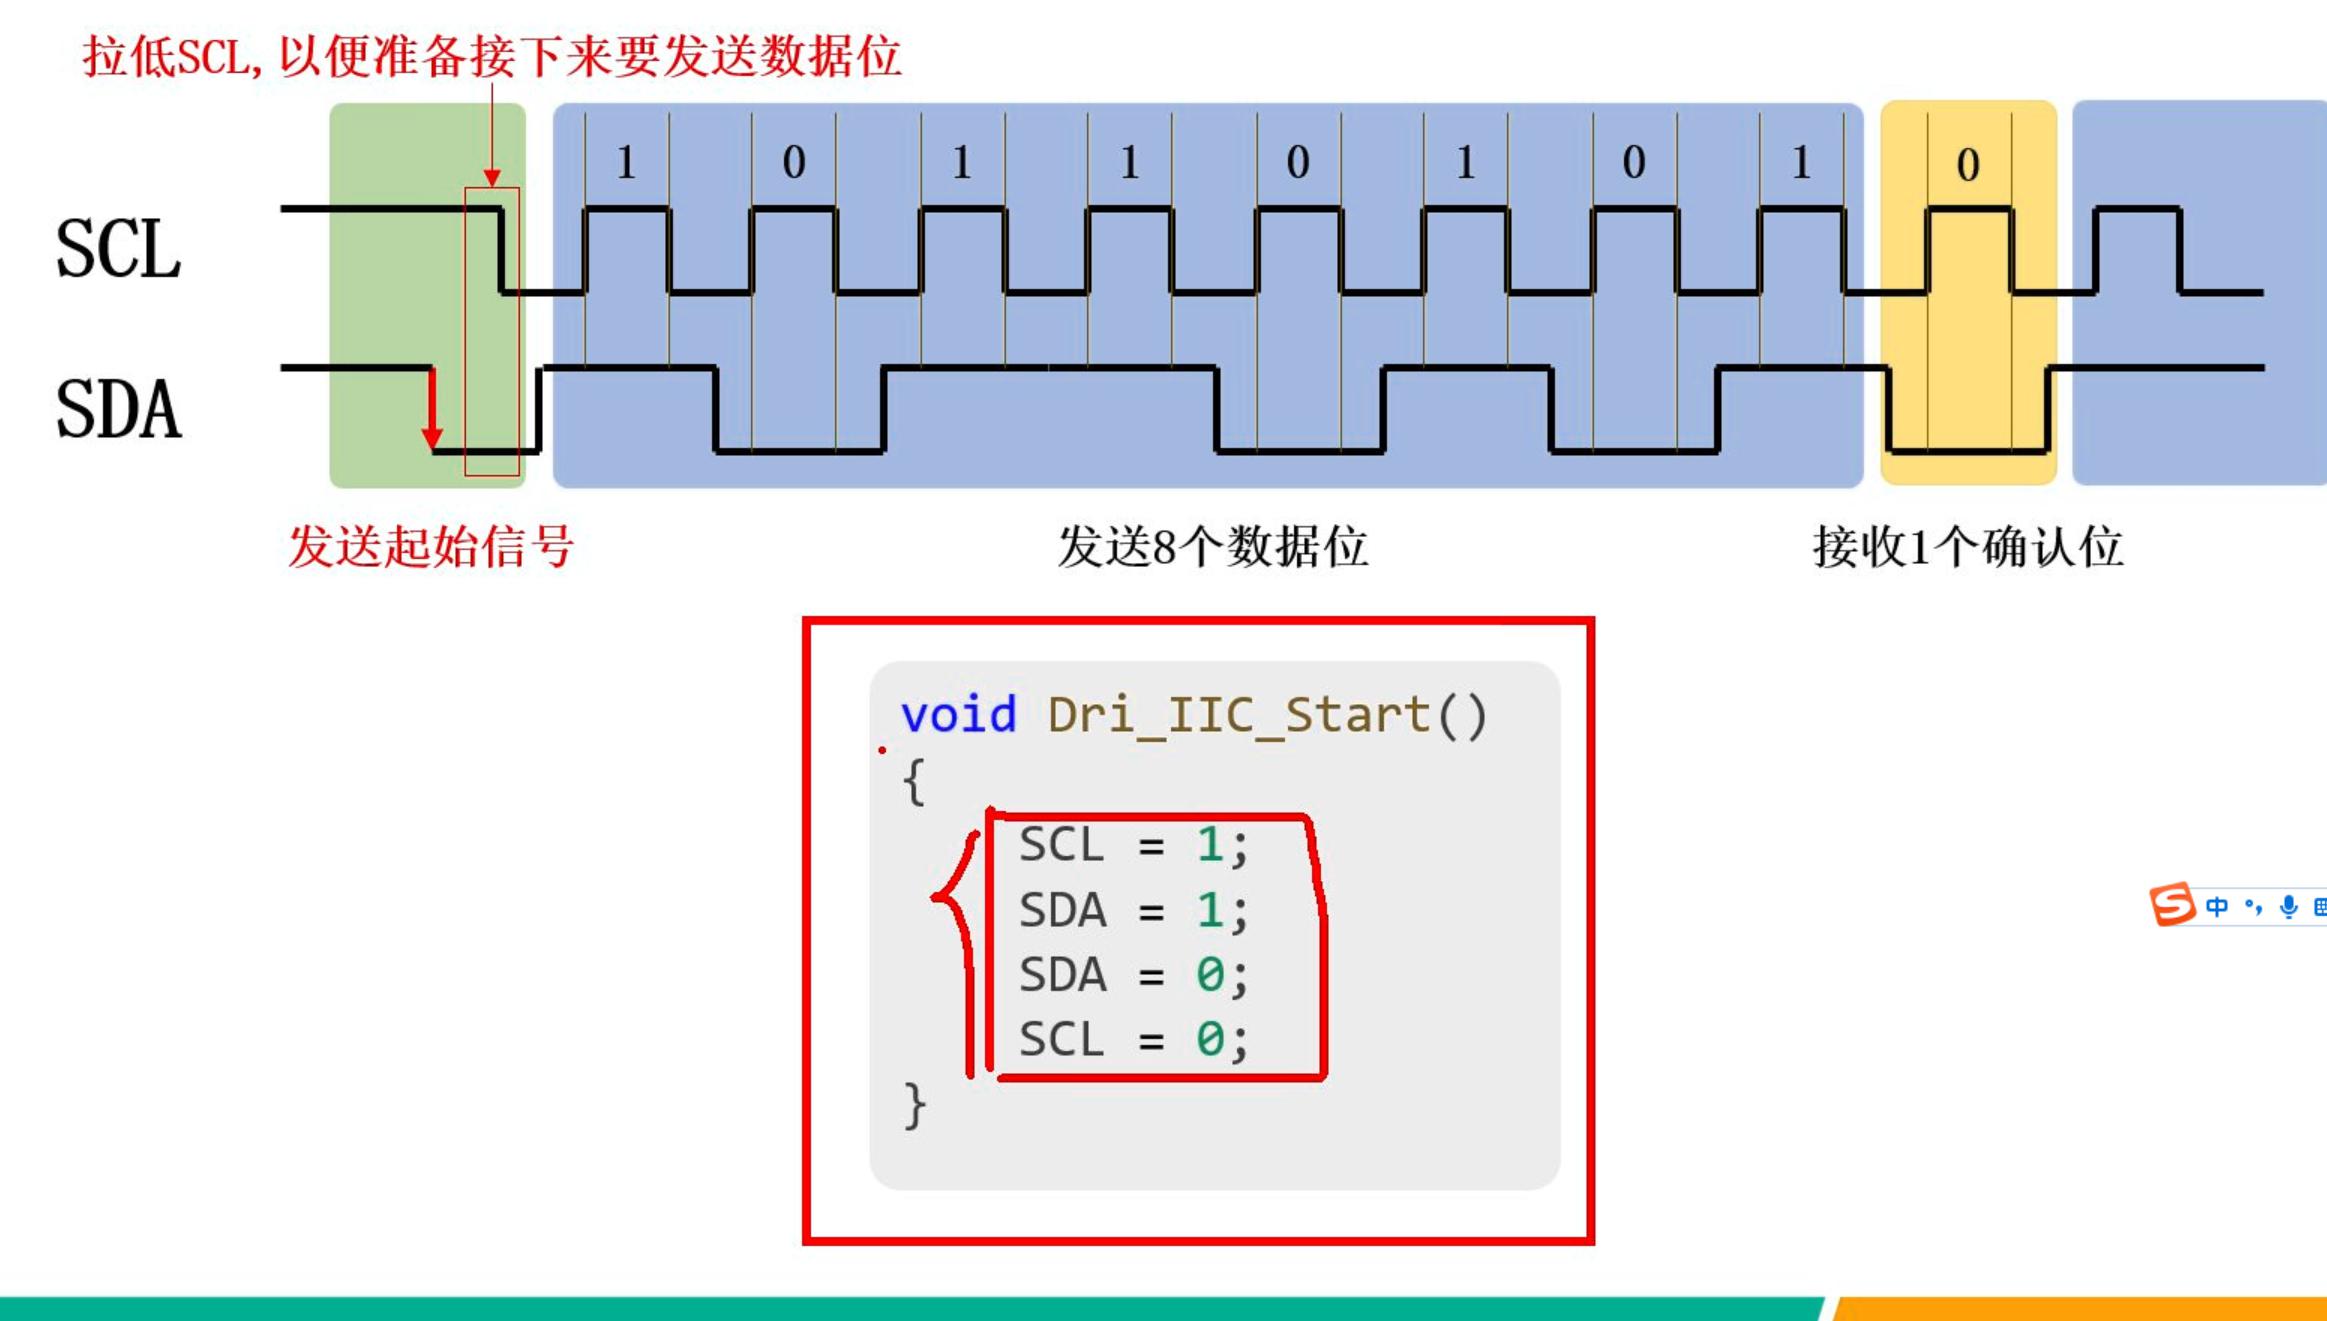 拉低SCL, 以便准备接下来要发送数据位
1 0 1 1 0 1 0 1 0
SCL
SDA
发送起始信号 发送8个数据位 接收1个确认位
void Dri_IIC_Start()
{
SCL = 1;
SDA = 1;
SDA = 0;
SCL = 0;
}
S 中 °,